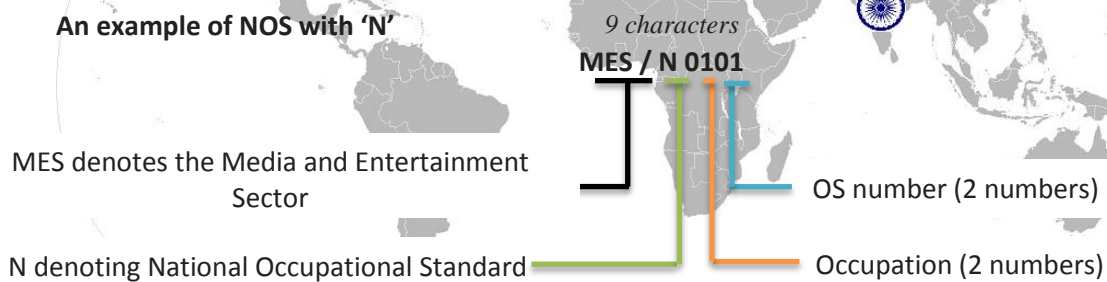 An example of NOS with ‘N’
9 characters
MES / N 0101
MES denotes the Media and Entertainment
Sector
OS number (2 numbers)
N denoting National Occupational Standard
Occupation (2 numbers)